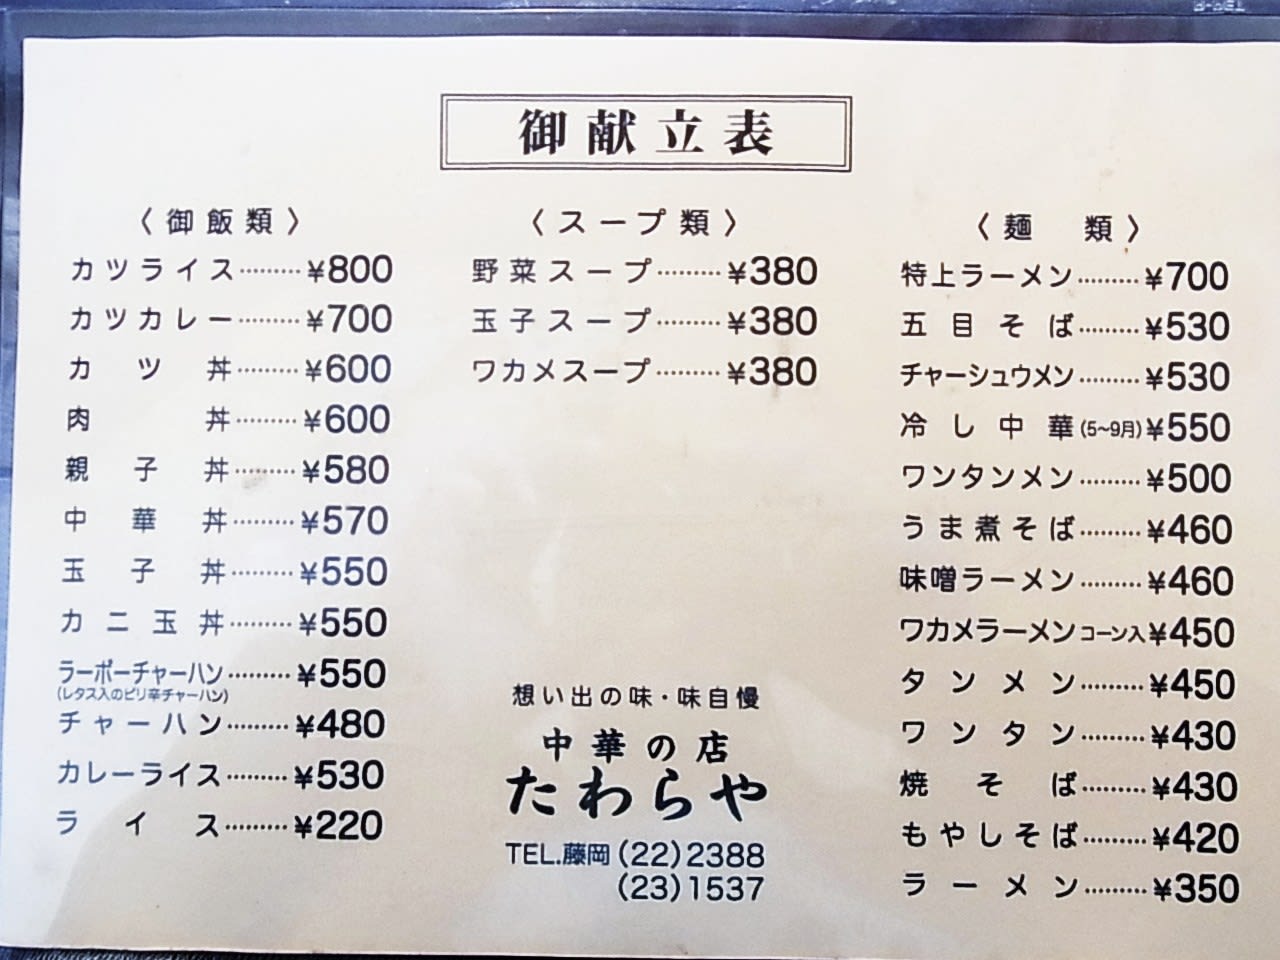 御献立表
〈御飯類〉
カツライス………¥800
カツカレー………¥700
カツ丼………¥600
肉丼………¥600
親子丼………¥580
中華丼………¥570
玉子丼………¥550
カニ玉丼………¥550
ラーポーチャーハン………¥550
(レタス入のピリ辛チャーハン)
チャーハン………¥480
カレーライス………¥530
ライス………¥220
〈スープ類〉
野菜スープ………¥380
玉子スープ………¥380
ワカメスープ………¥380
想い出の味・味自慢
中華の店
たわらや
TEL.藤岡(22)2388
(23)1537
〈麺類〉
特上ラーメン………¥700
五目そば………¥530
チャーシュウメン………¥530
冷し中華(5~9月)¥550
ワンタンメン………¥500
うま煮そば………¥460
味噌ラーメン………¥460
ワカメラーメンコーン入¥450
タンメン………¥450
ワンタン………¥430
焼そば………¥430
もやしそば………¥420
ラーメン………¥350